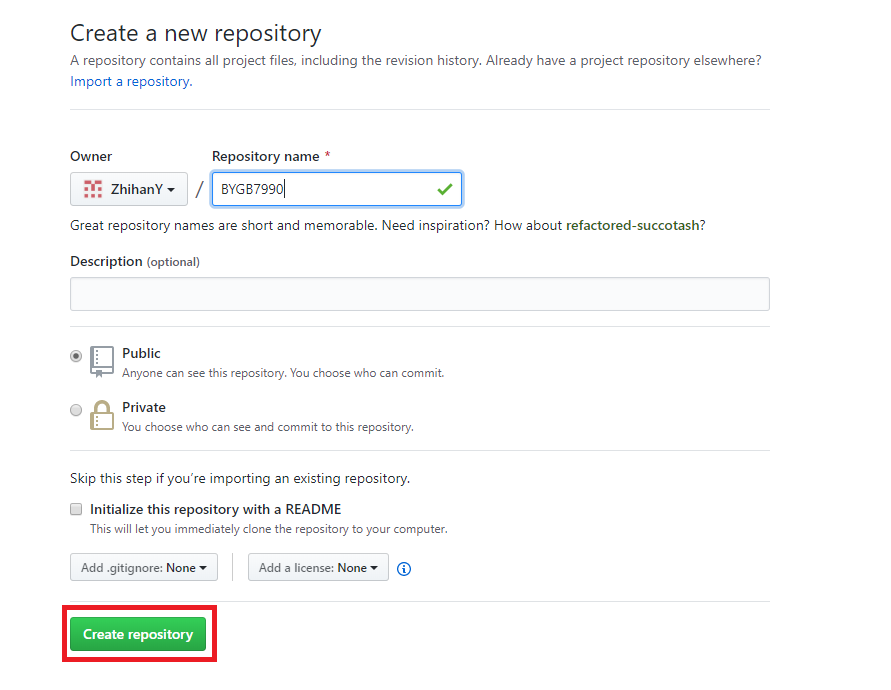 Create a new repository
A repository contains all project files, including the revision history. Already have a project repository elsewhere?
Import a repository.
Owner
Repository name *
ZhihanY / BYGB7990
Great repository names are short and memorable. Need inspiration? How about refactored-succotash?
Description (optional)
Public
Anyone can see this repository. You choose who can commit.
Private
You choose who can see and commit to this repository.
Skip this step if you’re importing an existing repository.
Initialize this repository with a README
This will let you immediately clone the repository to your computer.
Add .gitignore: None
Add a license: None
Create repository